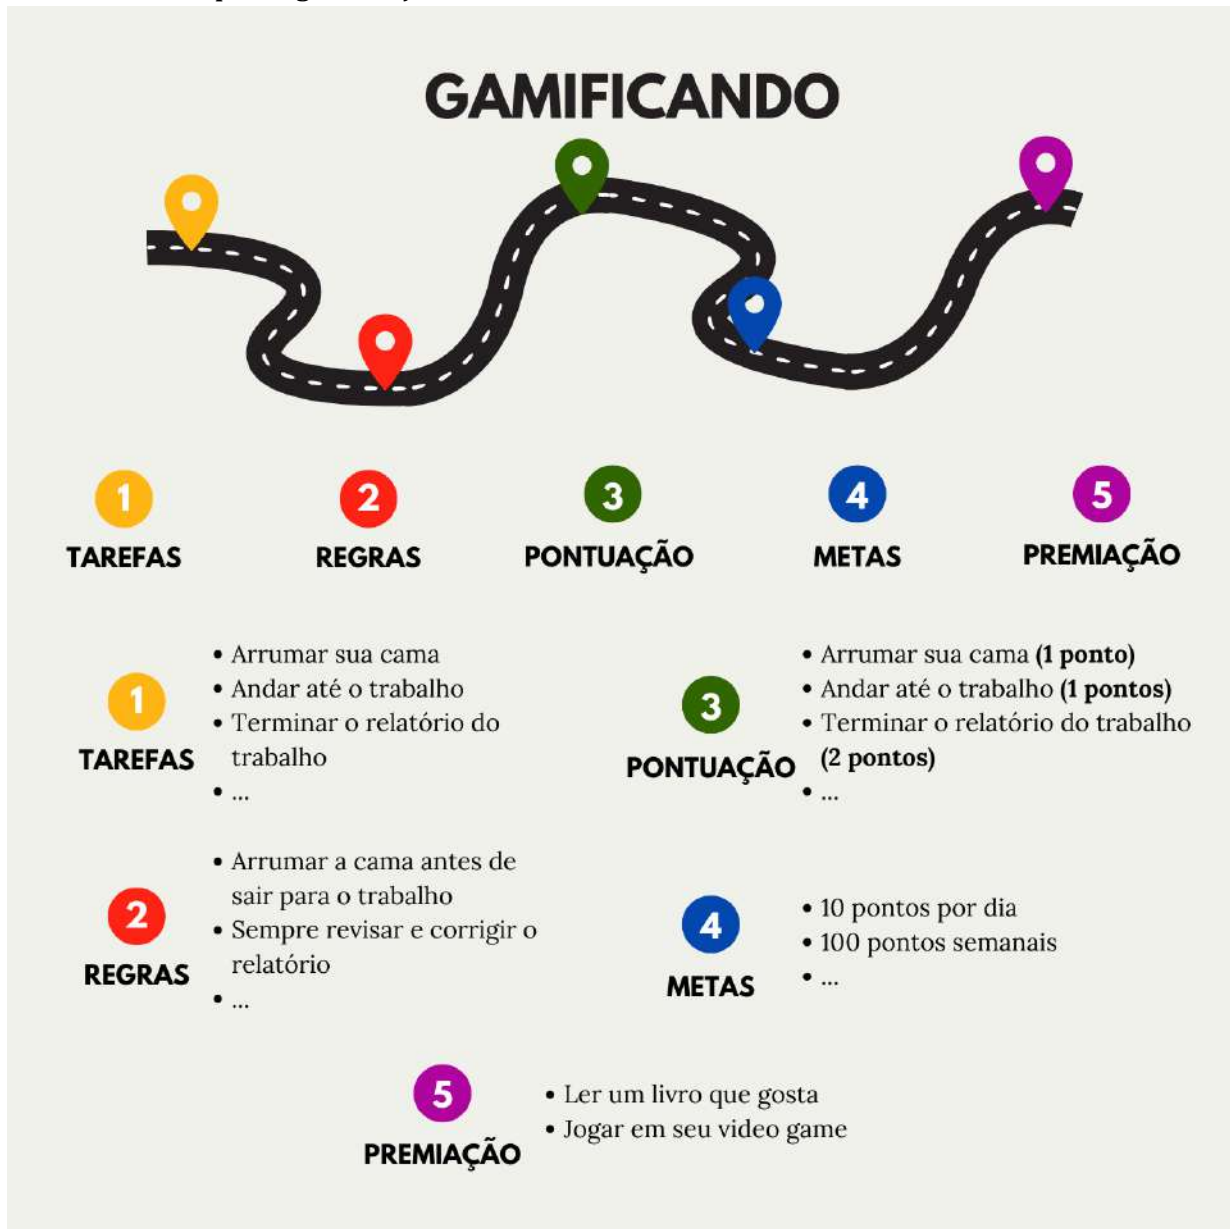 GAMIFICANDO
1
2
3
4
5
TAREFAS
REGRAS
PONTUAÇÃO
METAS
PREMIAÇÃO
1
TAREFAS
• Arrumar sua cama
• Andar até o trabalho
• Terminar o relatório do
trabalho
• ...
3
PONTUAÇÃO
• Arrumar sua cama (1 ponto)
• Andar até o trabalho (1 pontos)
• Terminar o relatório do trabalho
(2 pontos)
• ...
2
REGRAS
• Arrumar a cama antes de
sair para o trabalho
• Sempre revisar e corrigir o
relatório
• ...
4
METAS
• 10 pontos por dia
• 100 pontos semanais
• ...
5
PREMIAÇÃO
• Ler um livro que gosta
• Jogar em seu video game